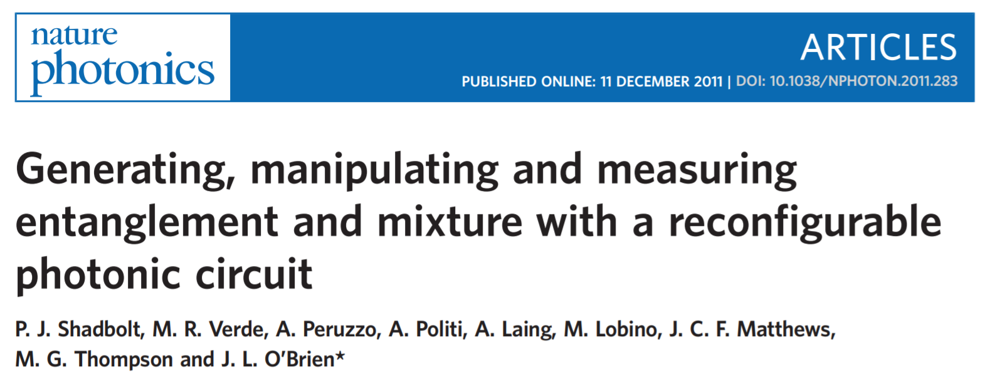 nature
photonics
ARTICLES
PUBLISHED ONLINE: 11 DECEMBER 2011 | DOI: 10.1038/NPHOTON.2011.283
Generating, manipulating and measuring
entanglement and mixture with a reconfigurable
photonic circuit
P. J. Shadbolt, M. R. Verde, A. Peruzzo, A. Politi, A. Laing, M. Lobino, J. C. F. Matthews,
M. G. Thompson and J. L. O'Brien*